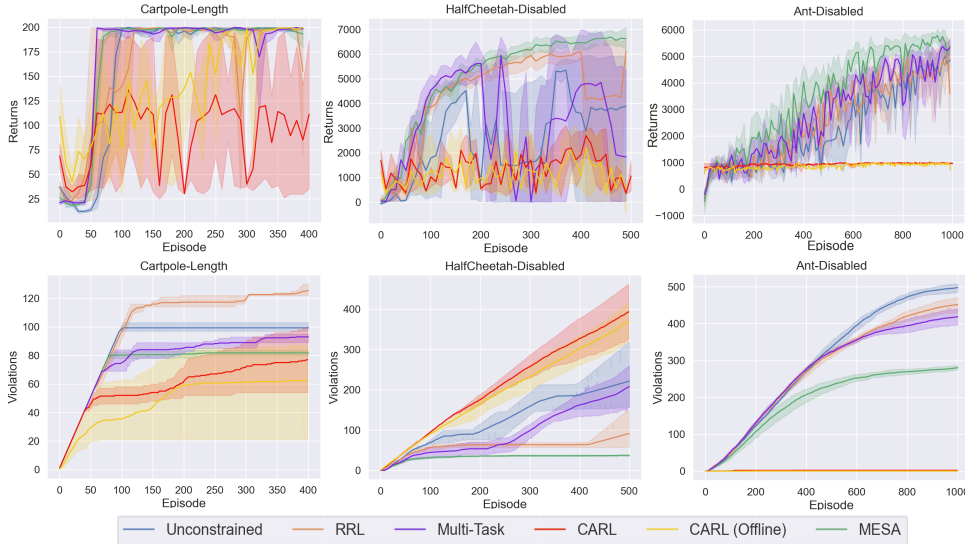 Cartpole-Length
HalfCheetah-Disabled
Ant-Disabled
Returns
200
175
150
125
100
75
50
25
0 50 100 150 200 250 300 350 400
Episode
Returns
7000
6000
5000
4000
3000
2000
1000
0
0 100 200 300 400 500
Episode
Returns
6000
5000
4000
3000
2000
1000
0
−1000
0 200 400 600 800 1000
Episode
Cartpole-Length
HalfCheetah-Disabled
Ant-Disabled
Violations
120
100
80
60
40
20
0
0 50 100 150 200 250 300 350 400
Episode
Violations
400
300
200
100
0
0 100 200 300 400 500
Episode
Violations
500
400
300
200
100
0
0 200 400 600 800 1000
Episode
Unconstrained RRL Multi-Task CARL CARL (Offline) MESA